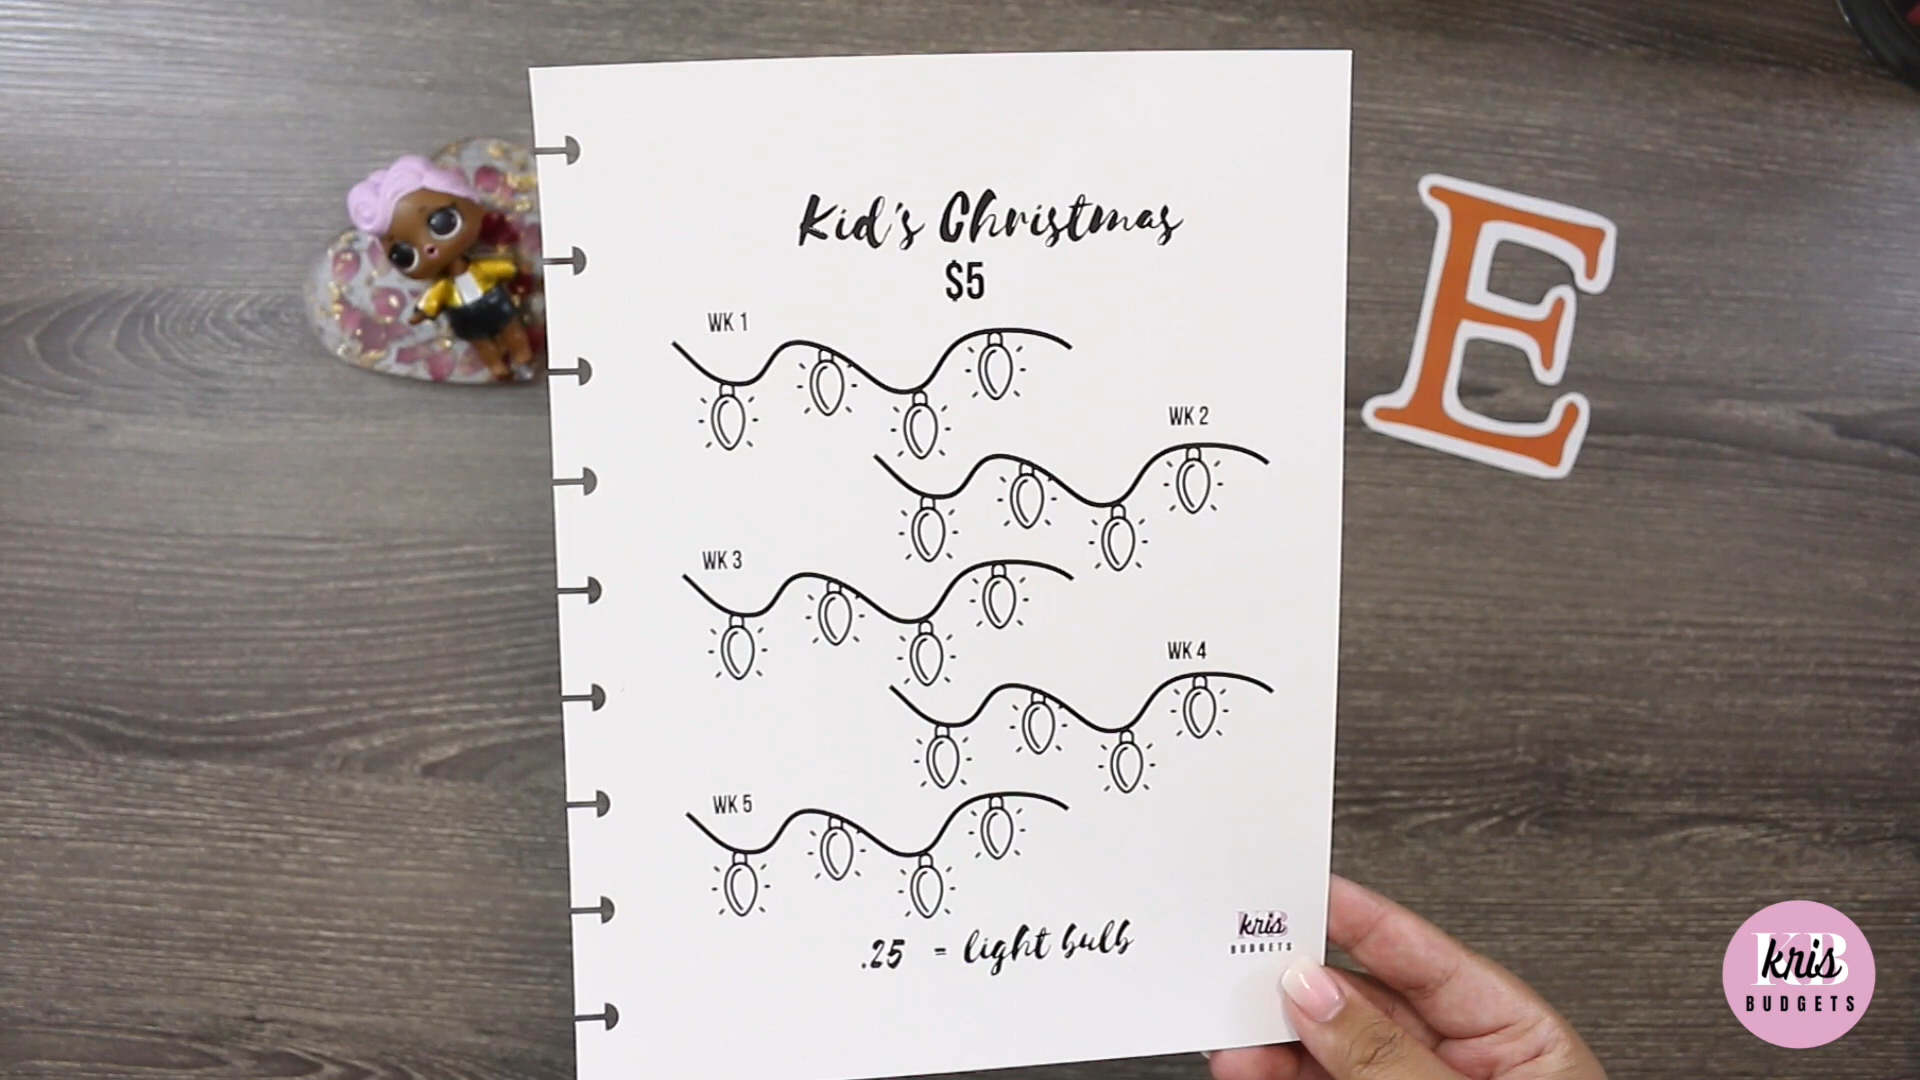 Kid's Christmas
$5
WK 1
WK 2
WK 3
WK 4
WK 5
.25 = light bulb
KB
kris
BUDGETS
E
KB
kris
BUDGETS